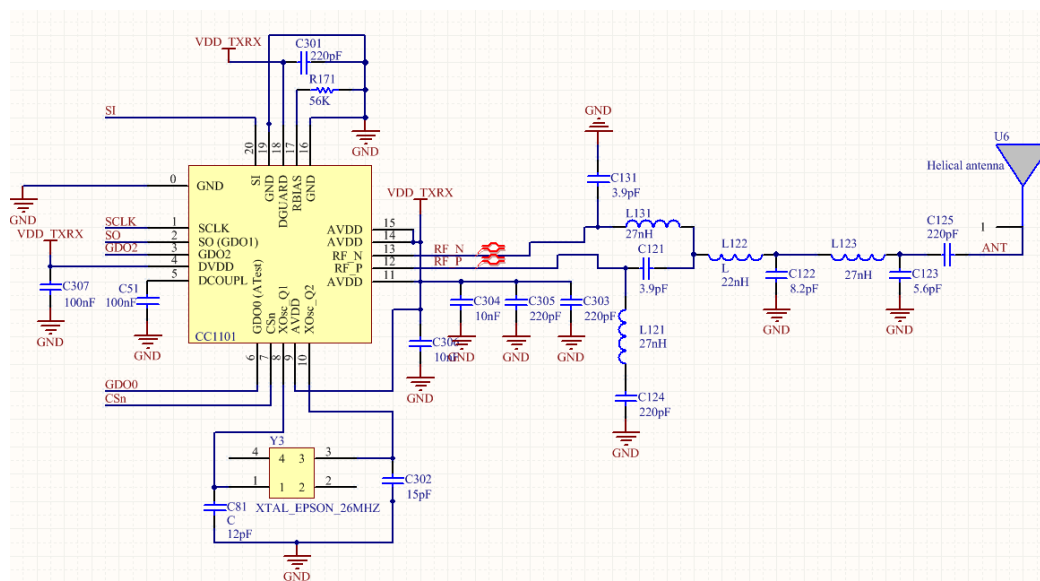 VDD_TXRX
C301
220pF
R171
56K
SI
GND
20
19
18
17
16
SI
GND
DGUARD
RBIAS
GND
0
GND
GND
SCLK
1
SCLK
VDD_TXRX
SO
2
SO (GDO1)
GDO2
3
GDO2
4
DVDD
5
DCOUPL
C307
100nF
GND
C51
100nF
GND
GDO0 (ATest)
CSn
XOsc_Q1
AVDD
XOsc_Q2
CC1101
6
7
8
9
10
AVDD
15
AVDD
14
RF_N
13
RF_P
12
AVDD
11
VDD_TXRX
RF_N
RF_P
C304
10nF
GND
C305
220pF
GND
C303
220pF
GND
C306
10nF
GND
GND
C131
3.9pF
L131
27nH
C121
3.9pF
L121
27nH
C124
220pF
GND
L122
L
22nH
C122
8.2pF
GND
L123
27nH
C123
5.6pF
GND
C125
220pF
1
ANT
U6
Helical antenna
GDO0
CSn
Y3
4
4
3
3
1
1
2
2
XTAL_EPSON_26MHZ
C81
C
12pF
C302
15pF
GND